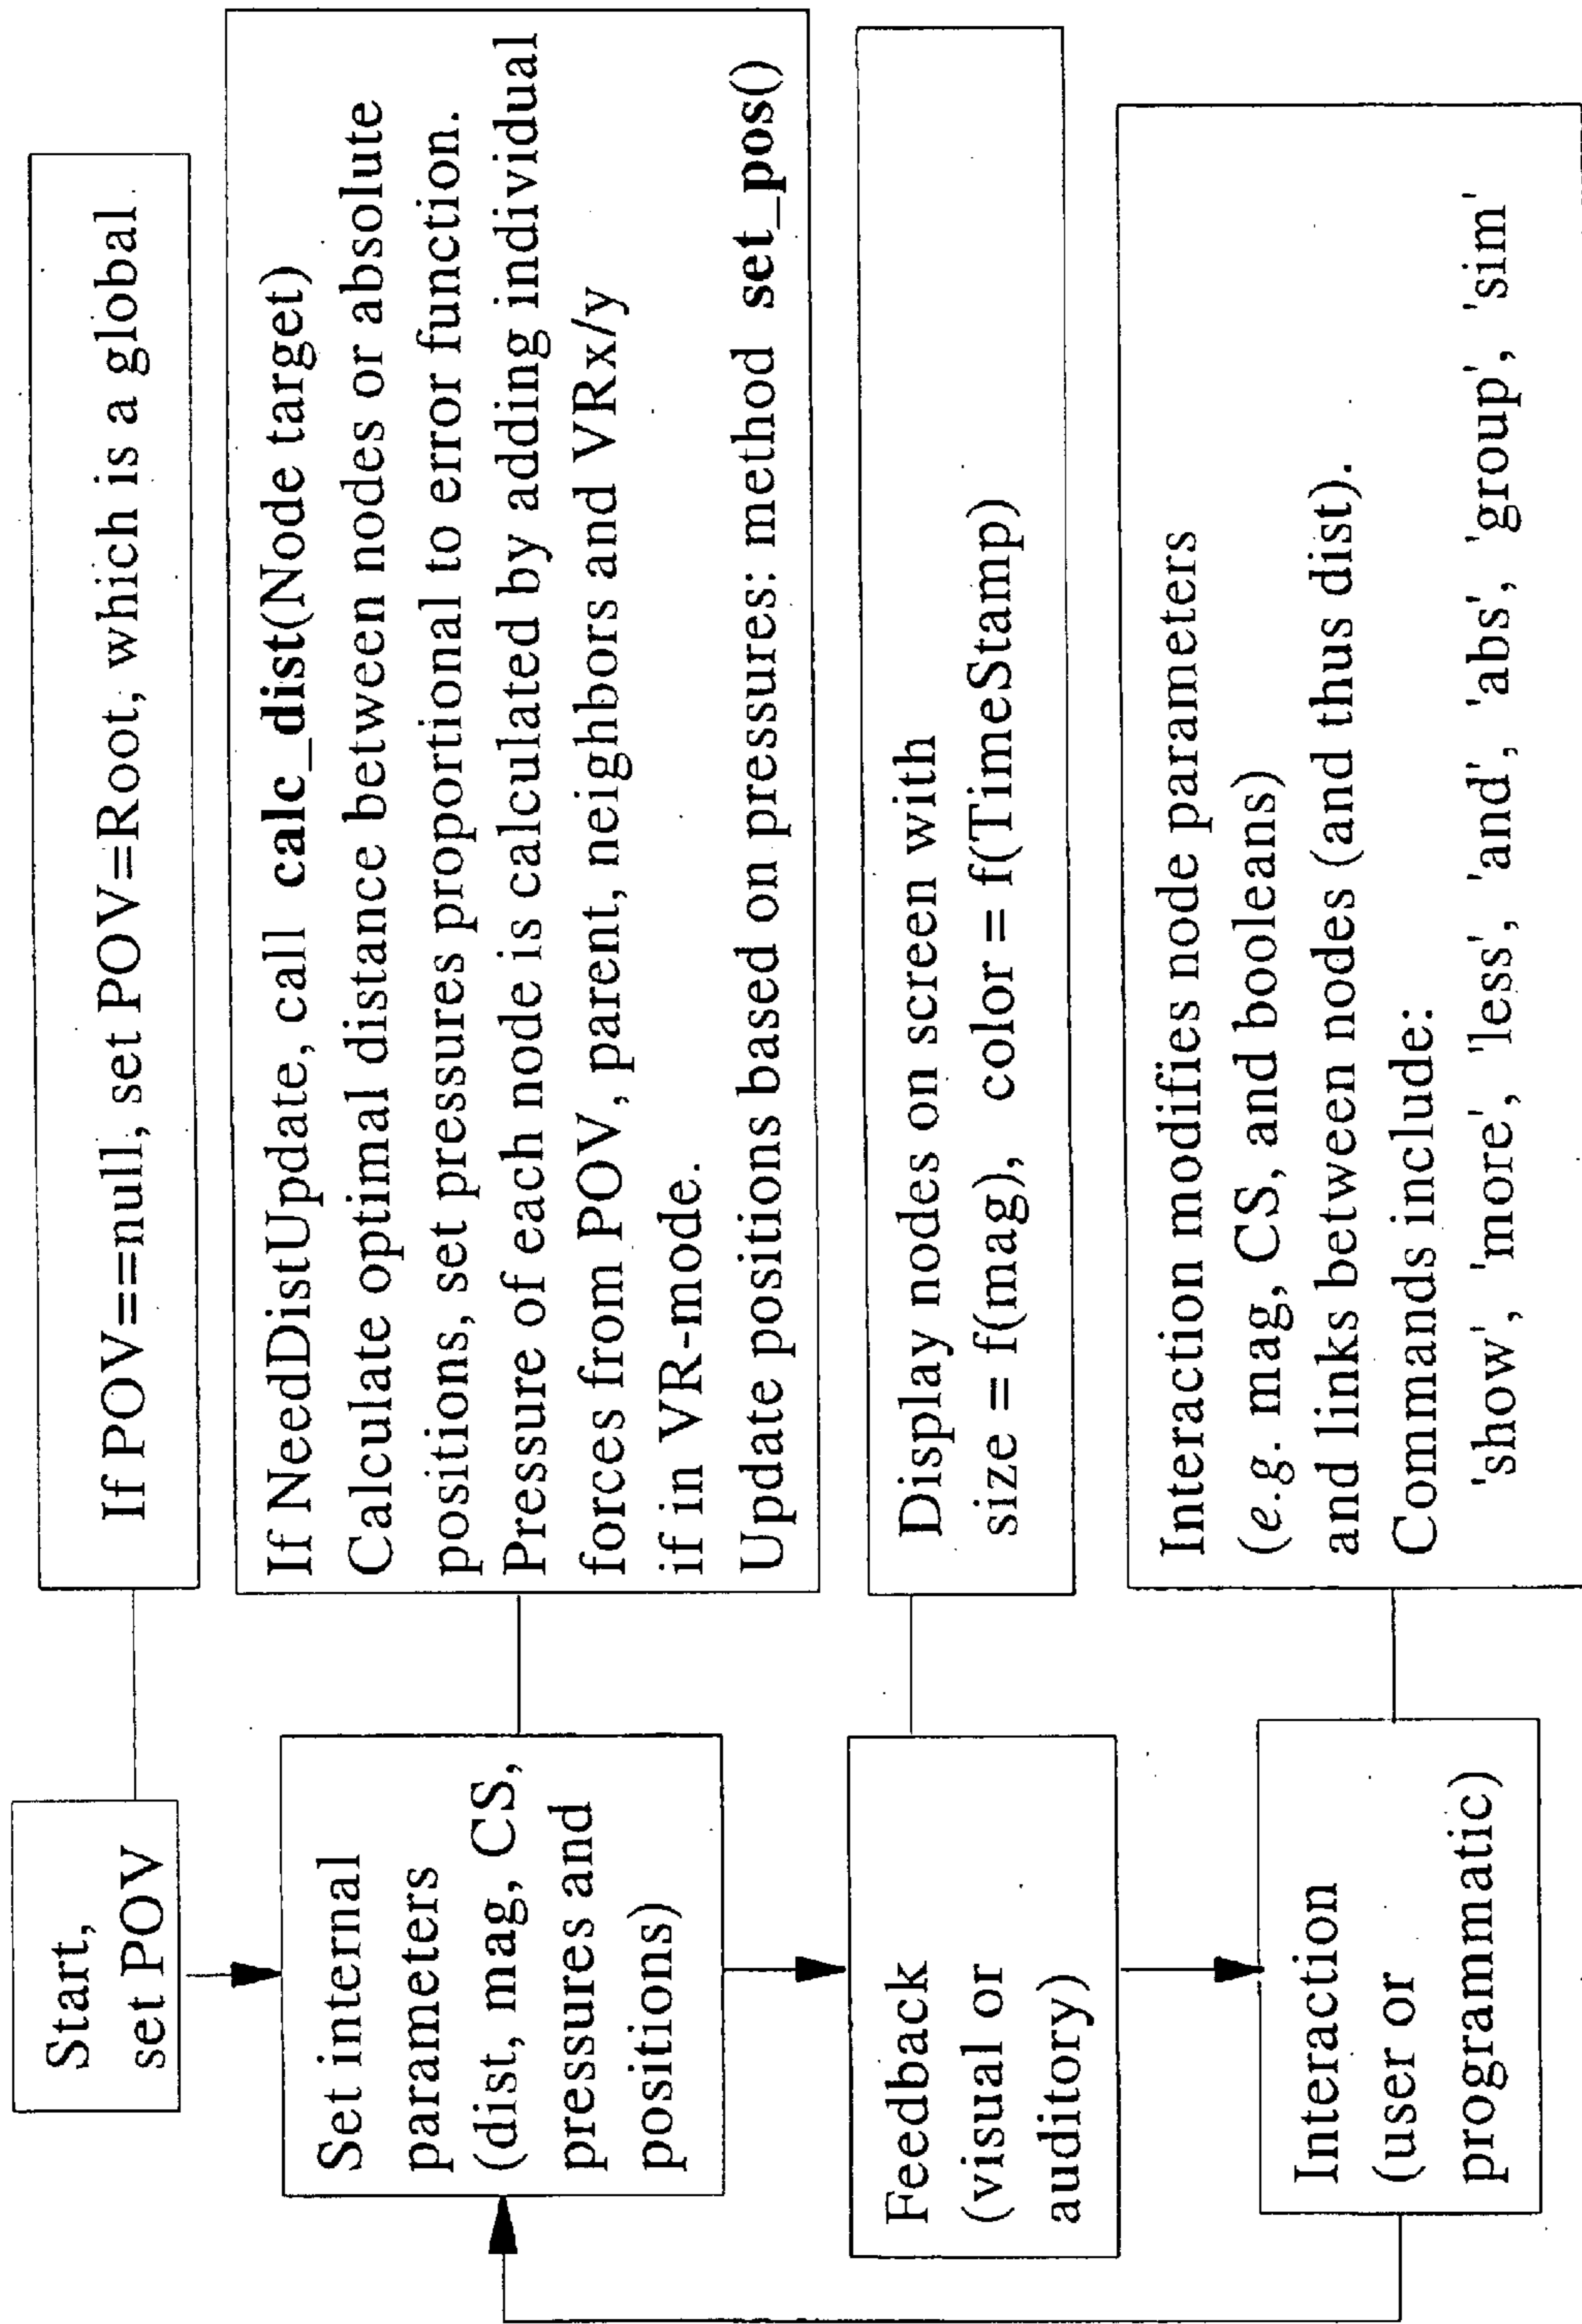 Start,
set POV
If POV==null, set POV=Root, which is a global
Set internal
parameters
(dist, mag, CS,
pressures and
positions)
If NeedDistUpdate, call calc_dist(Node target)
Calculate optimal distance between nodes or absolute
positions, set pressures proportional to error function.
Pressure of each node is calculated by adding individual
forces from POV, parent, neighbors and VRx/y
if in VR-mode.
Update positions based on pressures: method set_pos()
Feedback
(visual or
auditory)
Display nodes on screen with
size = f(mag), color = f(TimeStamp)
Interaction
(user or
programmatic)
Interaction modifies node parameters
(e.g. mag, CS, and booleans)
and links between nodes (and thus dist).
Commands include:
'show', 'more', 'less', 'and', 'abs', 'group', 'sim'